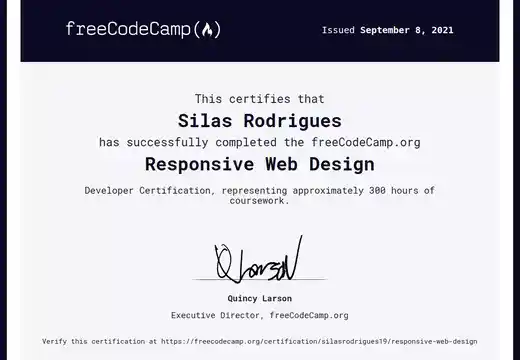 freeCodeCamp(🔥)
Issued September 8, 2021
This certifies that
Silas Rodrigues
has successfully completed the freeCodeCamp.org
Responsive Web Design
Developer Certification, representing approximately 300 hours of
coursework.
QLarson
Quincy Larson
Executive Director, freeCodeCamp.org
Verify this certification at https://freecodecamp.org/certification/silasrodrigues19/responsive-web-design